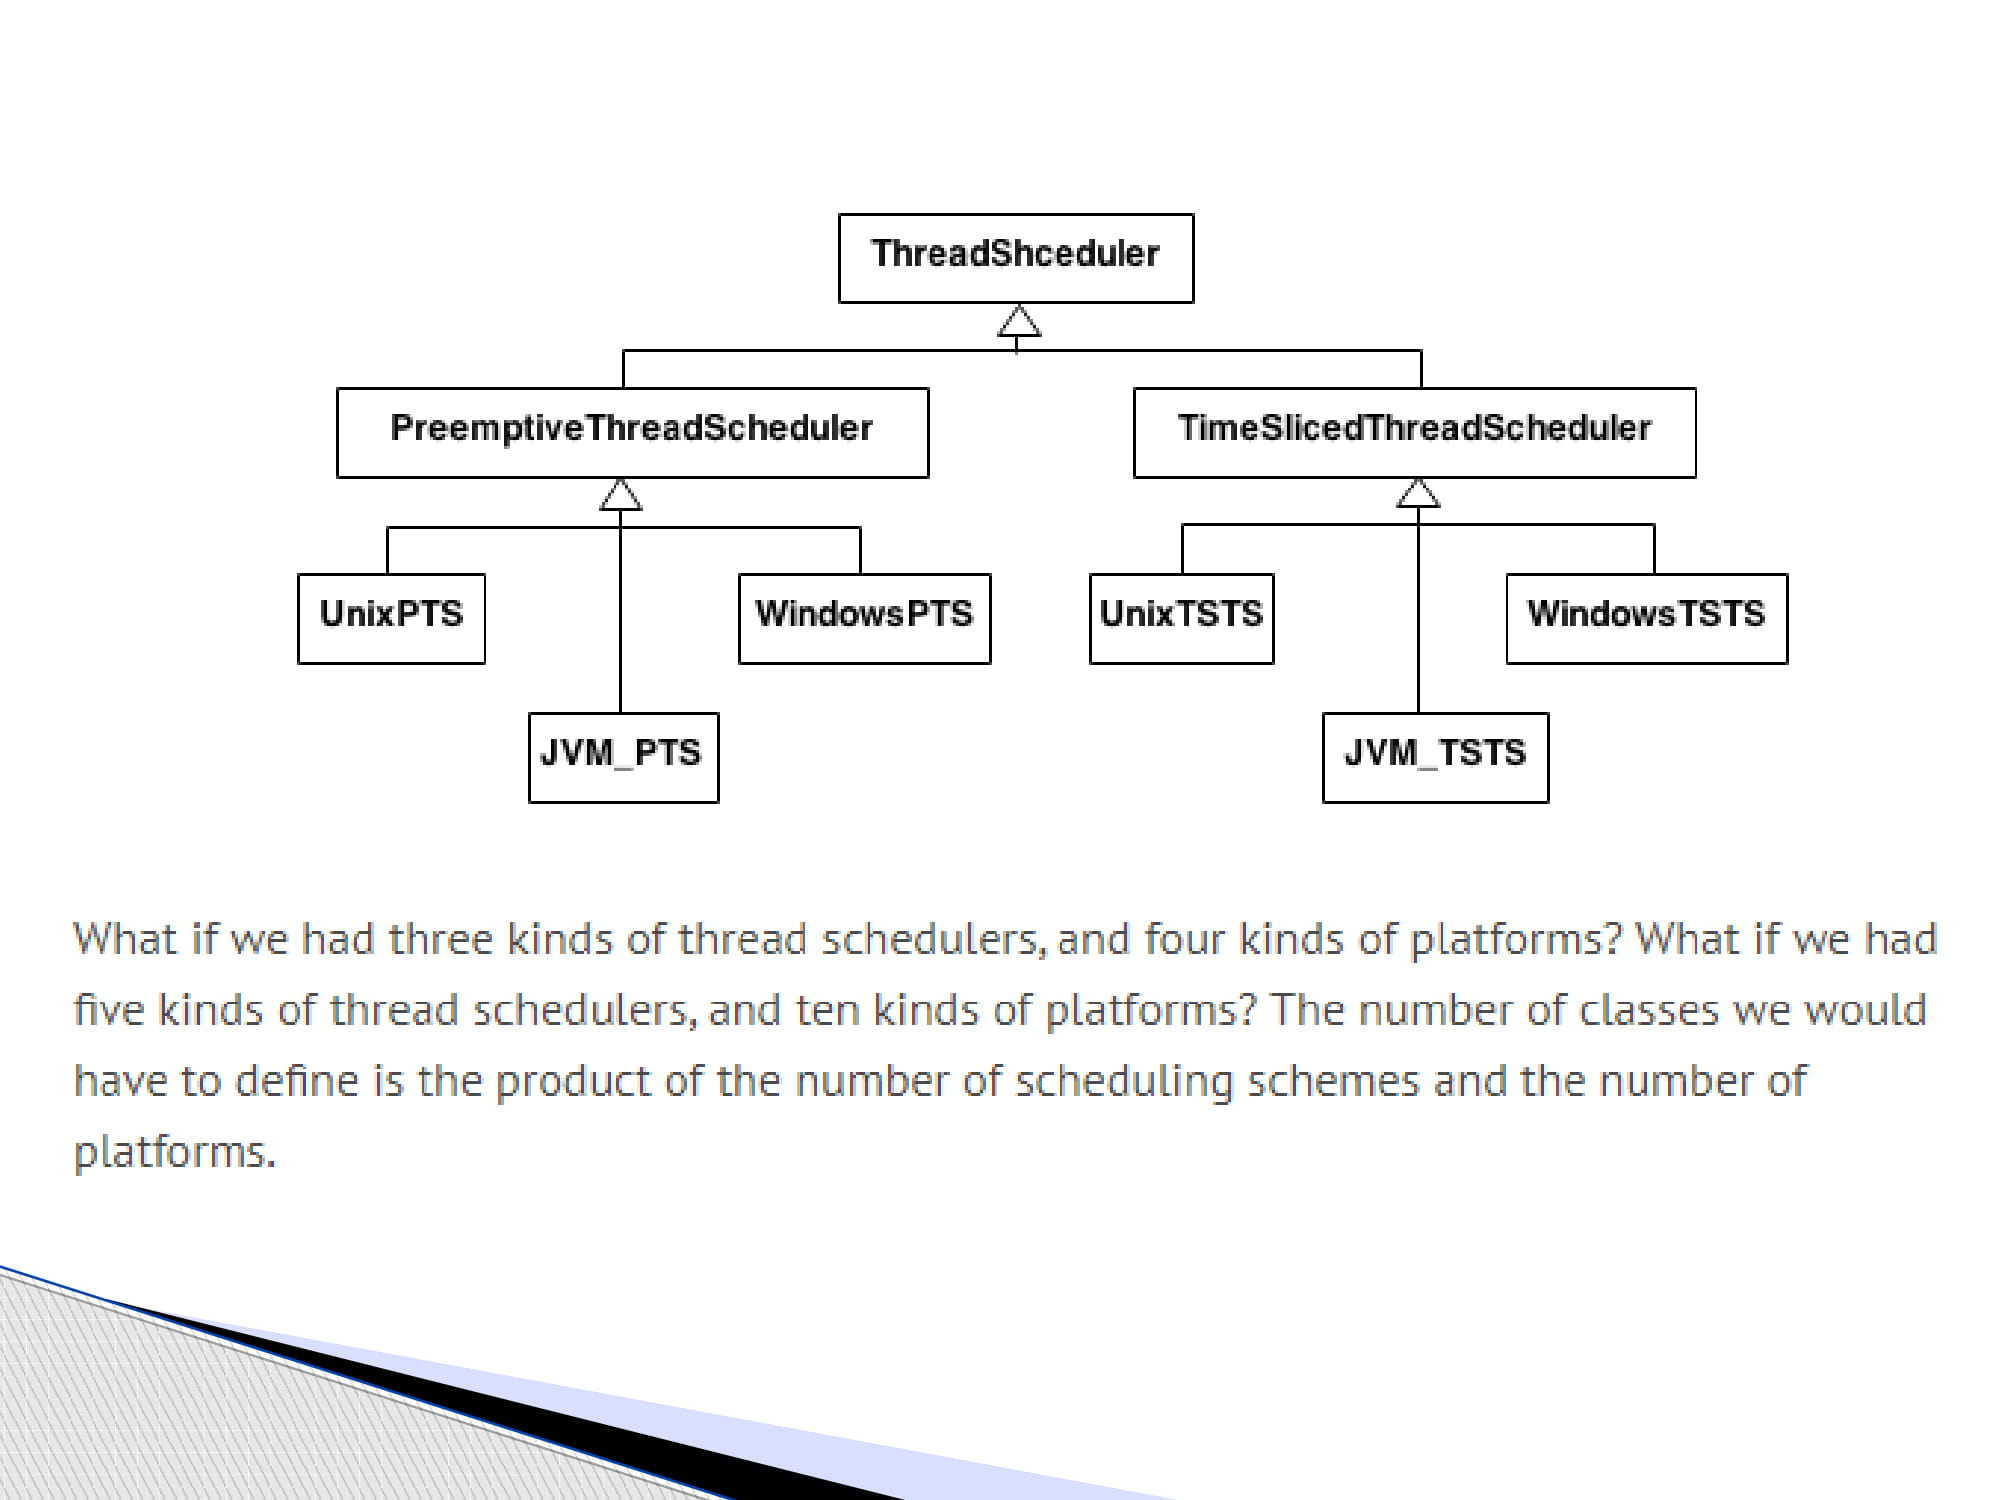 ThreadShceduler
PreemptiveThreadScheduler
TimeSlicedThreadScheduler
UnixPTS
WindowsPTS
UnixTSTS
WindowsTSTS
JVM_PTS
JVM_TSTS
What if we had three kinds of thread schedulers, and four kinds of platforms? What if we had
five kinds of thread schedulers, and ten kinds of platforms? The number of classes we would
have to define is the product of the number of scheduling schemes and the number of
platforms.